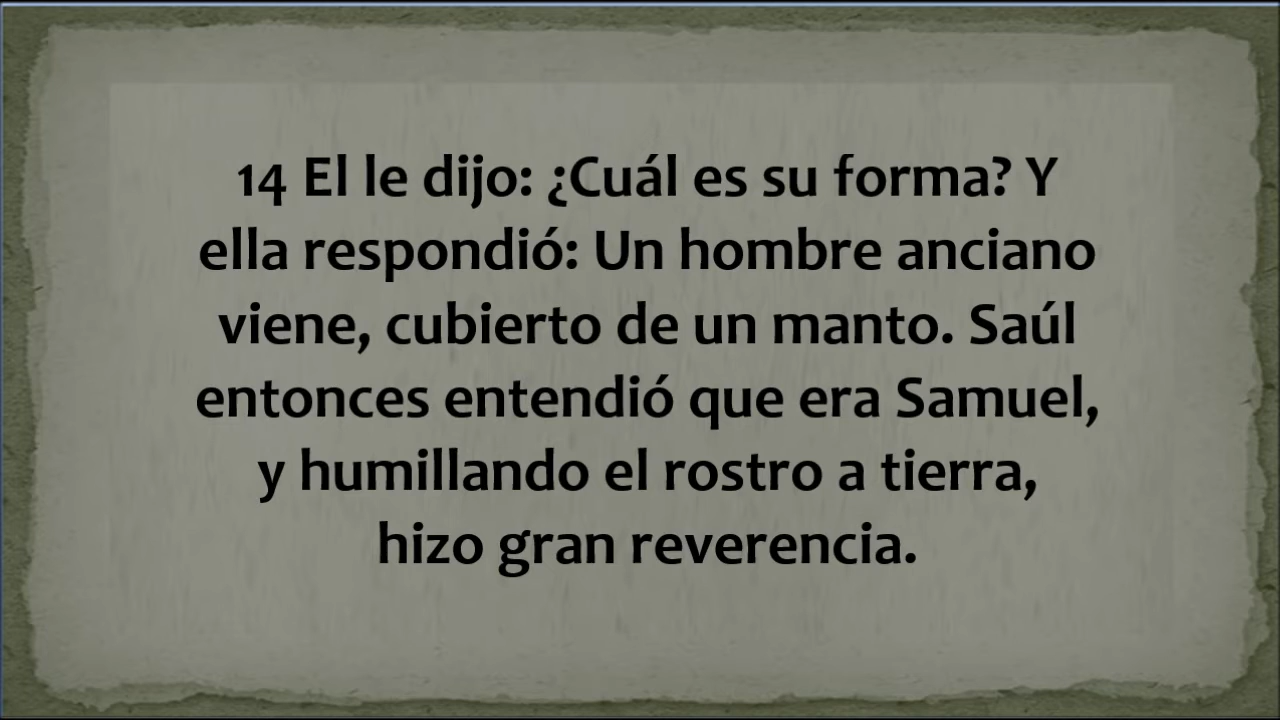 14 El le dijo: ¿Cuál es su forma? Y
ella respondió: Un hombre anciano
viene, cubierto de un manto. Saúl
entonces entendió que era Samuel,
y humillando el rostro a tierra,
hizo gran reverencia.